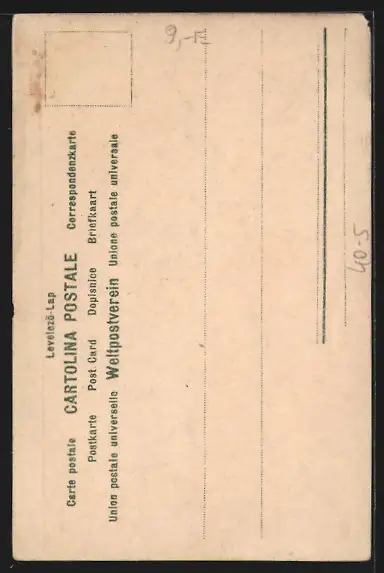 Levelező-Lap
Carte postale CARTOLINA POSTALE Correspondenzkarte
Postkarte Post Card Dopisnice Briefkaart
Union postale universelle Weltpostverein Unione postale universale
40-5